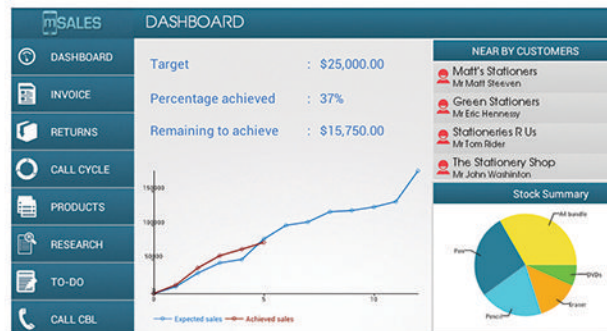 mSALES
DASHBOARD
DASHBOARD
INVOICE
RETURNS
CALL CYCLE
PRODUCTS
RESEARCH
TO-DO
CALL CBL
Target : $25,000.00
Percentage achieved : 37%
Remaining to achieve : $15,750.00
150000
100000
50000
0
5
10
Expected sales
Achieved sales
NEAR BY CUSTOMERS
Matt's Stationers
Mr Matt Steeven
Green Stationers
Mr Eric Hennessy
Stationeries R Us
Mr Tom Rider
The Stationery Shop
Mr John Washinton
Stock Summary
A4 bundle
Pen
DVDs
Eraser
Pencil